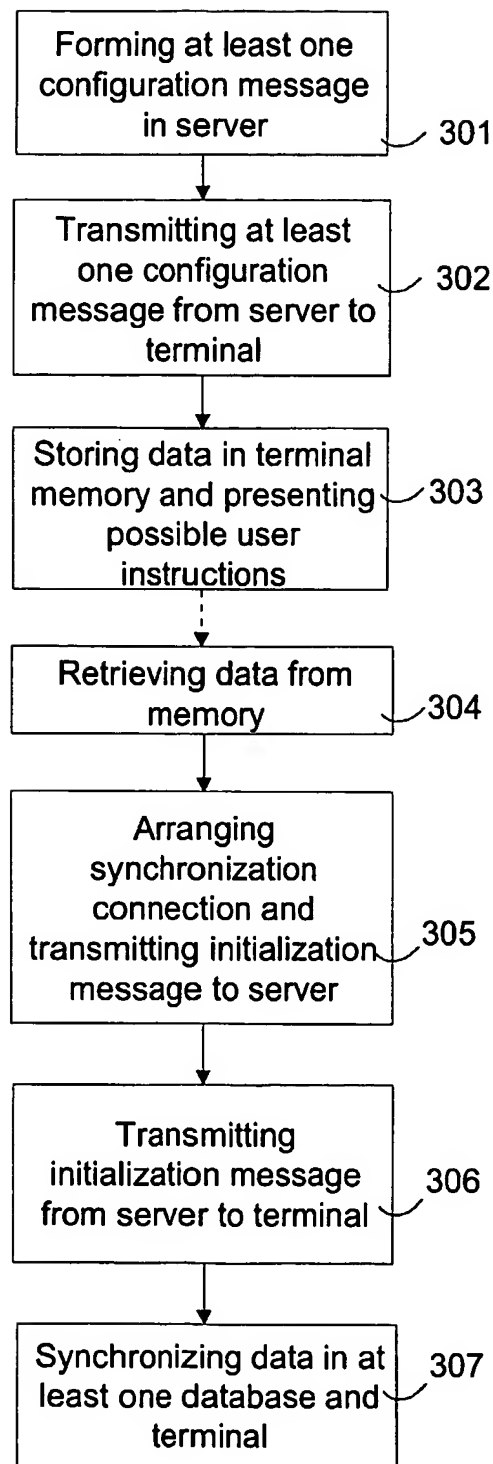 Forming at least one
configuration message
in server
301
Transmitting at least
one configuration
message from server to
terminal
302
Storing data in terminal
memory and presenting
possible user
instructions
303
Retrieving data from
memory
304
Arranging
synchronization
connection and
transmitting initialization
message to server
305
Transmitting
initialization message
from server to terminal
306
Synchronizing data in at
least one database and
terminal
307